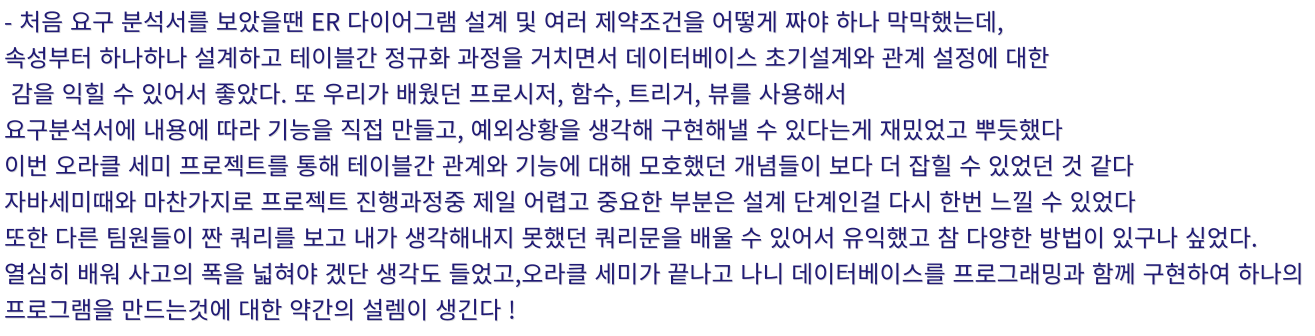 - 처음 요구 분석서를 보았을땐 ER 다이어그램 설계 및 여러 제약조건을 어떻게 짜야 하나 막막했는데,
속성부터 하나하나 설계하고 테이블간 정규화 과정을 거치면서 데이터베이스 초기설계와 관계 설정에 대한
감을 익힐 수 있어서 좋았다. 또 우리가 배웠던 프로시저, 함수, 트리거, 뷰를 사용해서
요구분석서에 내용에 따라 기능을 직접 만들고, 예외상황을 생각해 구현해낼 수 있다는게 재밌었고 뿌듯했다
이번 오라클 세미 프로젝트를 통해 테이블간 관계와 기능에 대해 모호했던 개념들이 보다 더 잡힐 수 있었던 것 같다
자바세미때와 마찬가지로 프로젝트 진행과정중 제일 어렵고 중요한 부분은 설계 단계인걸 다시 한번 느낄 수 있었다
또한 다른 팀원들이 짠 쿼리를 보고 내가 생각해내지 못했던 쿼리문을 배울 수 있어서 유익했고 참 다양한 방법이 있구나 싶었다.
열심히 배워 사고의 폭을 넓혀야 겠단 생각도 들었고,오라클 세미가 끝나고 나니 데이터베이스를 프로그래밍과 함께 구현하여 하나의
프로그램을 만드는것에 대한 약간의 설렘이 생긴다 !